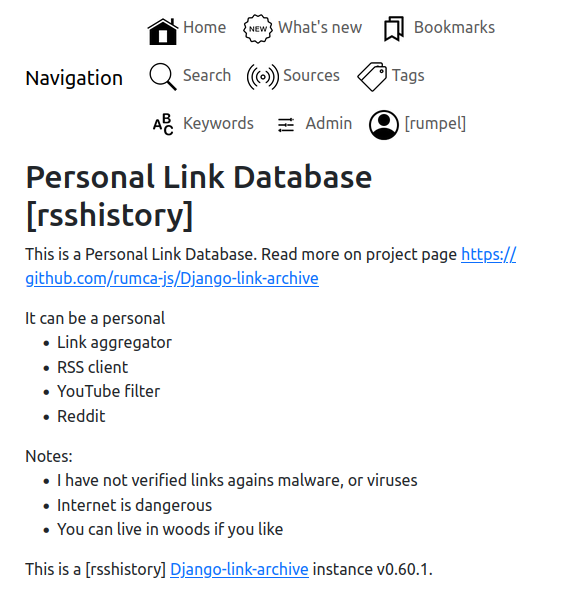 Home What's new Bookmarks
Navigation Search Sources Tags
Keywords Admin [rumpel]
Personal Link Database
[rsshistory]
This is a Personal Link Database. Read more on project page https://
github.com/rumca-js/Django-link-archive
It can be a personal
• Link aggregator
• RSS client
• YouTube filter
• Reddit
Notes:
• I have not verified links agains malware, or viruses
• Internet is dangerous
• You can live in woods if you like
This is a [rsshistory] Django-link-archive instance v0.60.1.